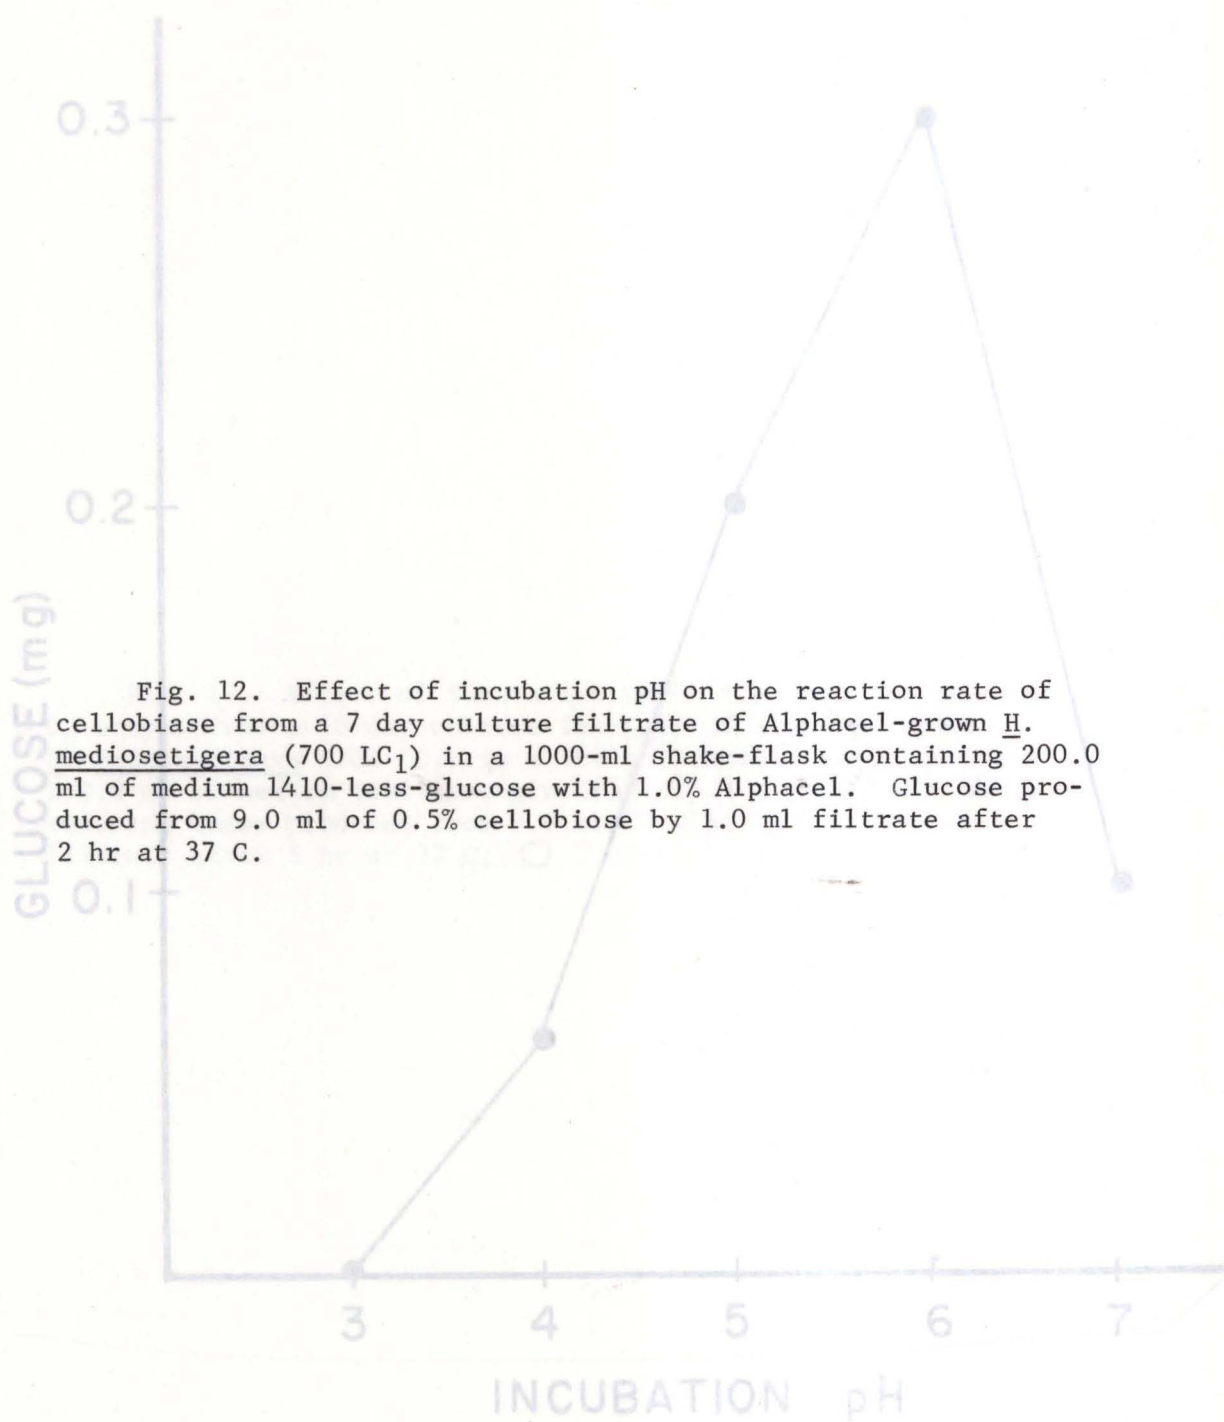 0.3
0.2
0.1
GLUCOSE (mg)
Fig. 12. Effect of incubation pH on the reaction rate of
cellobiase from a 7 day culture filtrate of Alphacel-grown H.
mediosetigera (700 LC1) in a 1000-ml shake-flask containing 200.0
ml of medium 1410-less-glucose with 1.0% Alphacel. Glucose pro-
duced from 9.0 ml of 0.5% cellobiose by 1.0 ml filtrate after
2 hr at 37 C.
3 4 5 6 7
INCUBATION pH